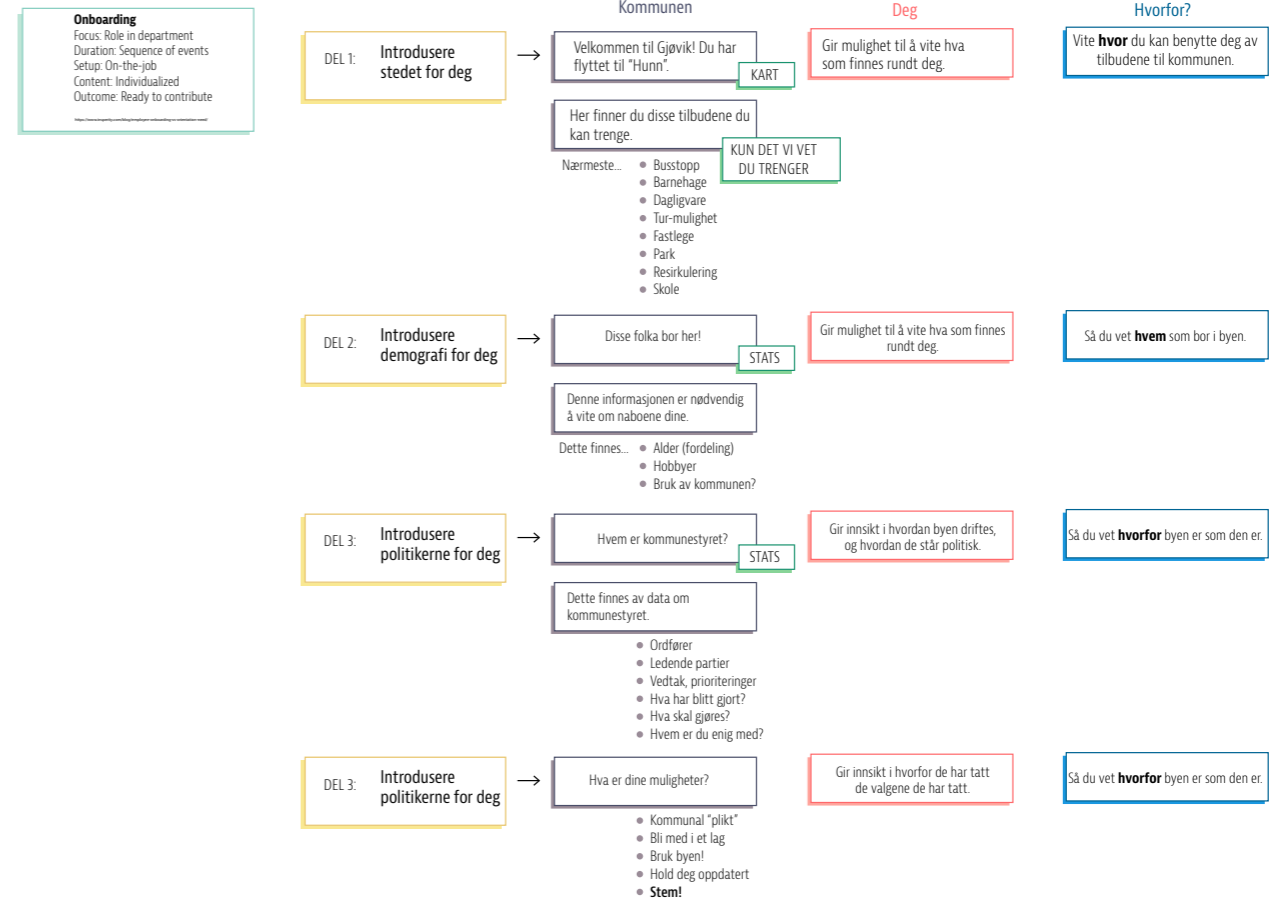 Onboarding
Focus: Role in department
Duration: Sequence of events
Setup: On-the-job
Content: Individualized
Outcome: Ready to contribute
Kommunen
Deg
Hvorfor?
DEL 1:
Introdusere
stedet for deg
Velkommen til Gjøvik! Du har
flyttet til "Hunn".
KART
Gir mulighet til å vite hva
som finnes rundt deg.
Vite hvor du kan benytte deg av
tilbudene til kommunen.
Her finner du disse tilbudene du
kan trenge.
KUN DET VI VET
DU TRENGER
Nærmeste...
Busstopp
Barnehage
Dagligvare
Tur-mulighet
Fastlege
Park
Resirkulering
Skole
DEL 2:
Introdusere
demografi for deg
Disse folka bor her!
STATS
Gir mulighet til å vite hva som finnes
rundt deg.
Så du vet hvem som bor i byen.
Denne informasjonen er nødvendig
å vite om naboene dine.
Dette finnes...
Alder (fordeling)
Hobbyer
Bruk av kommunen?
DEL 3:
Introdusere
politikerne for deg
Hvem er kommunestyret?
STATS
Gir innsikt i hvordan byen driftes,
og hvordan de står politisk.
Så du vet hvorfor byen er som den er.
Dette finnes av data om
kommunestyret.
Ordfører
Ledende partier
Vedtak, prioriteringer
Hva har blitt gjort?
Hva skal gjøres?
Hvem er du enig med?
DEL 3:
Introdusere
politikerne for deg
Hva er dine muligheter?
Gir innsikt i hvorfor de har tatt
de valgene de har tatt.
Så du vet hvorfor byen er som den er.
Kommunal "plikt"
Bli med i et lag
Bruk byen!
Hold deg oppdatert
Stem!